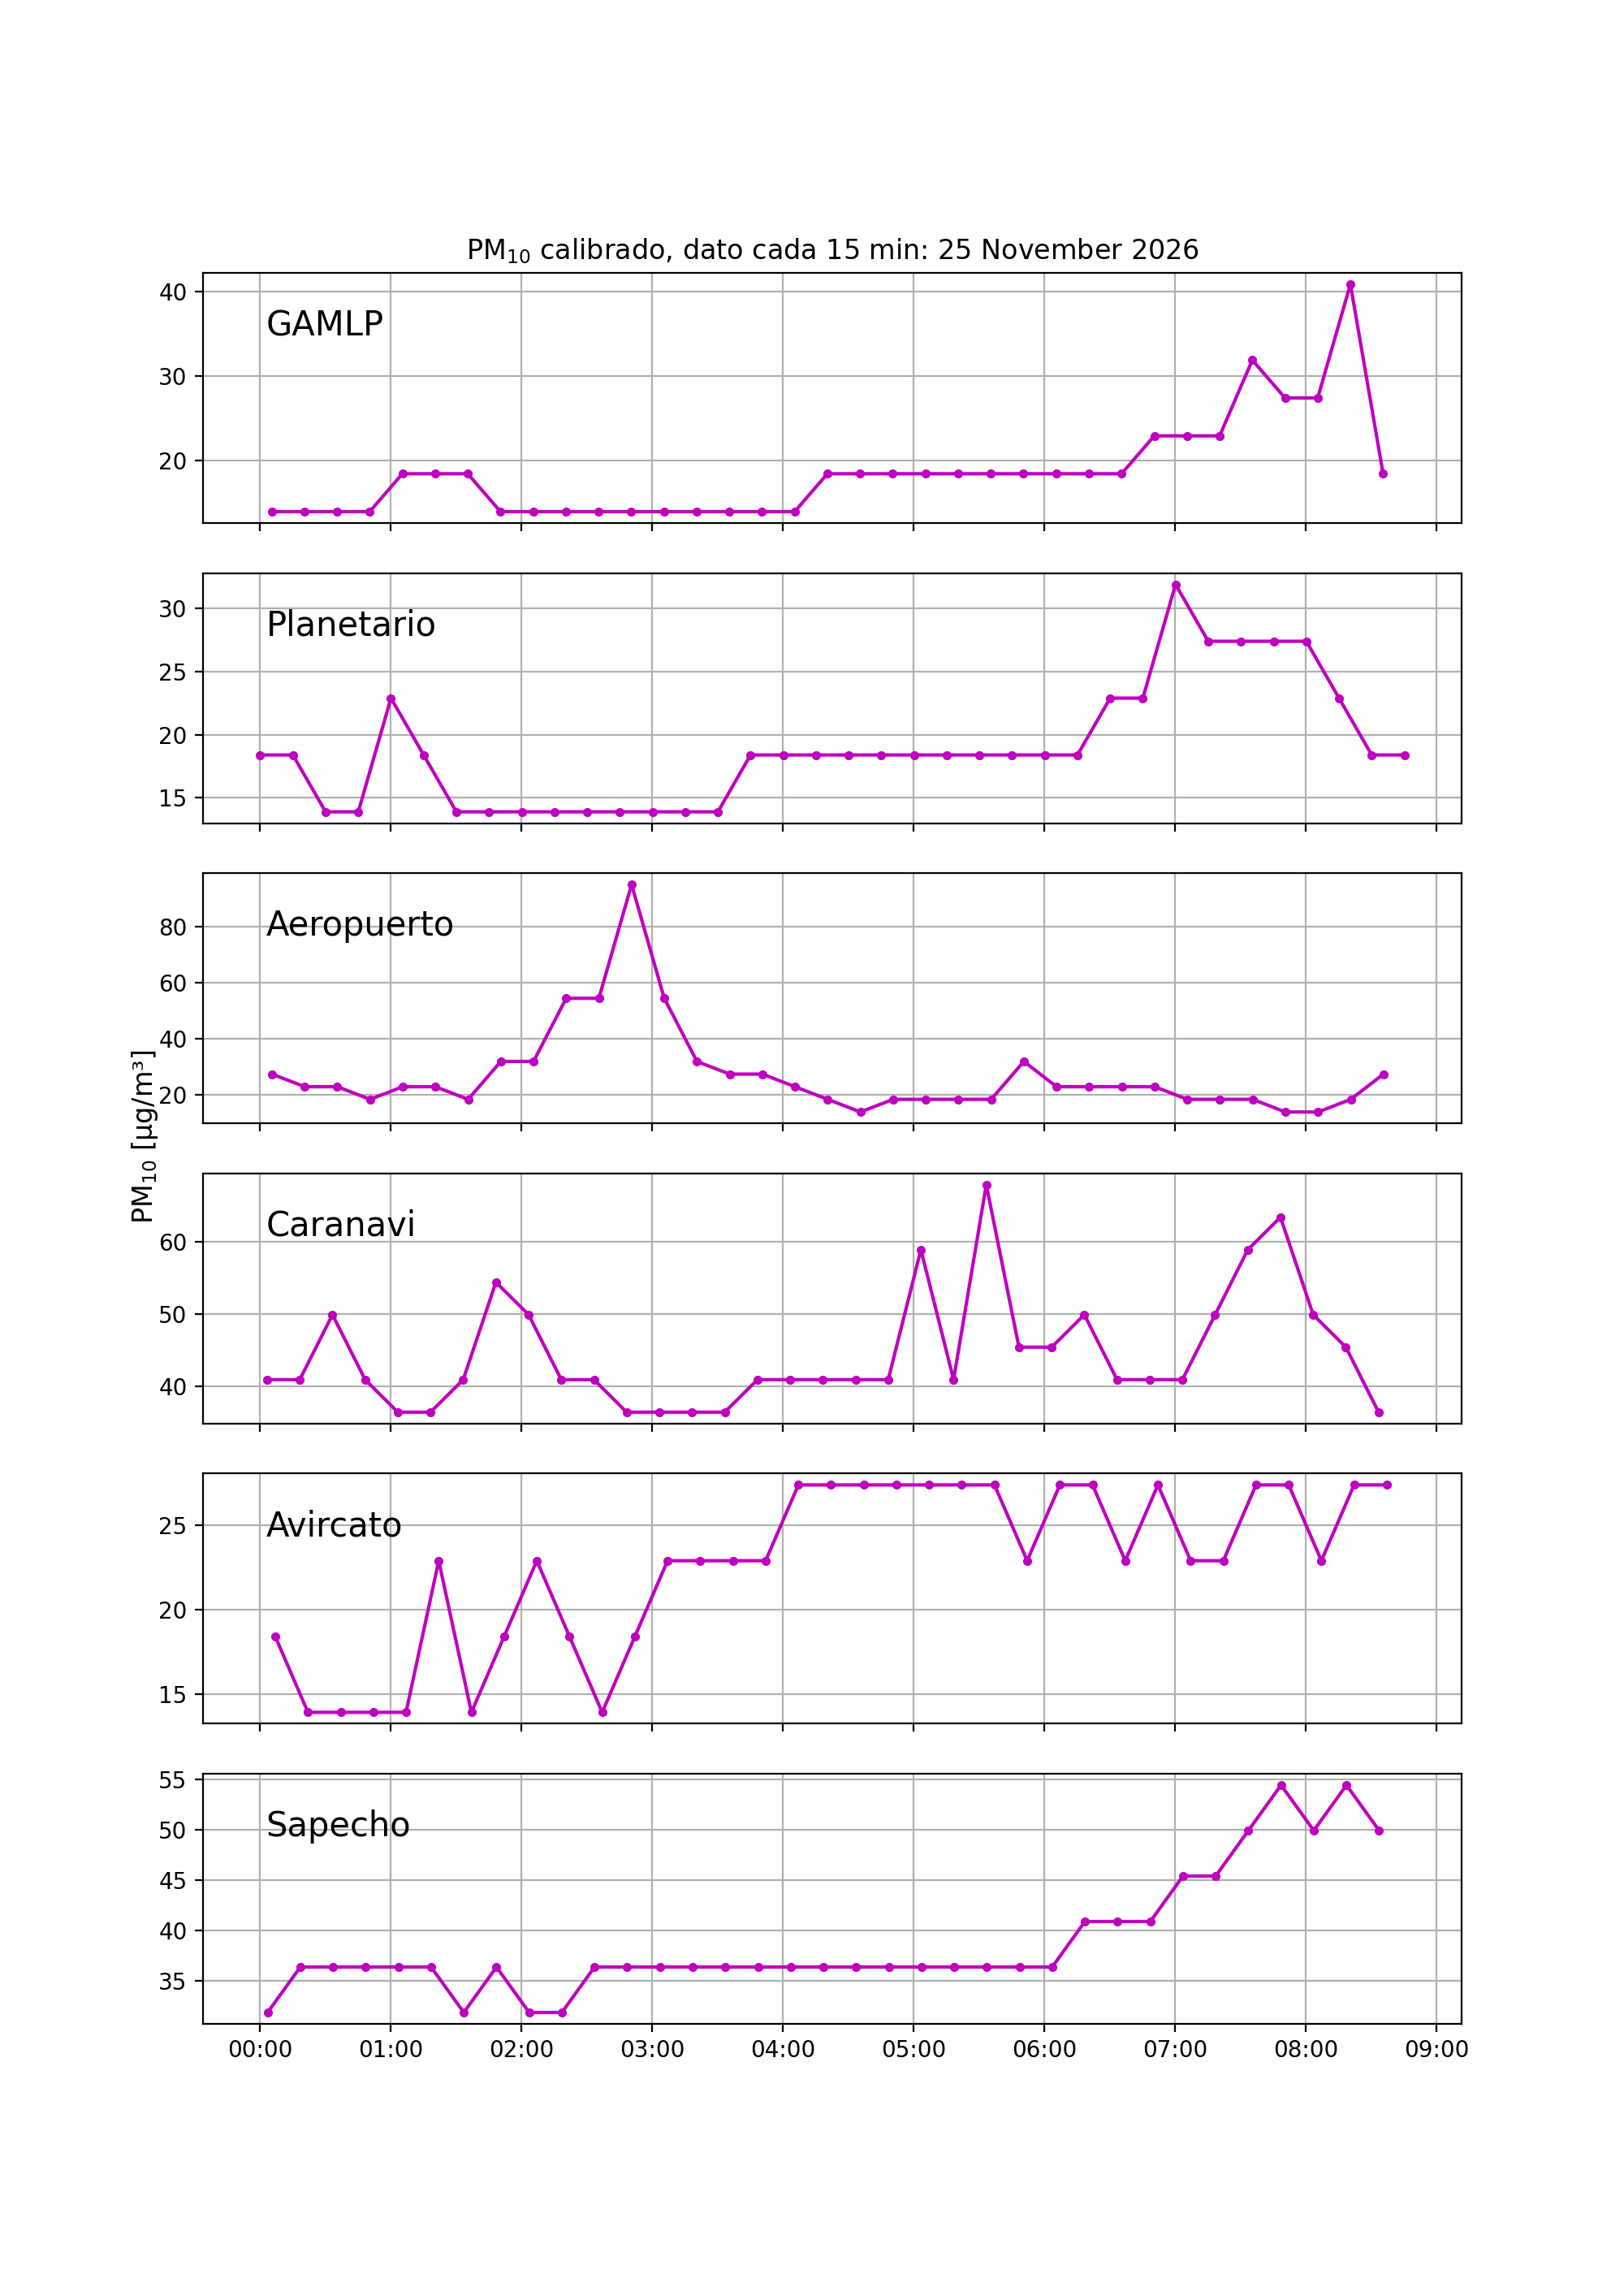 PM₁₀ calibrado, dato cada 15 min: 25 November 2026
40
GAMLP
30
20
30
Planetario
25
20
15
80
Aeropuerto
60
40
20
PM₁₀ [µg/m³]
Caranavi
60
50
40
25
Avircato
20
15
55
50
Sapecho
45
40
35
00:00 01:00 02:00 03:00 04:00 05:00 06:00 07:00 08:00 09:00